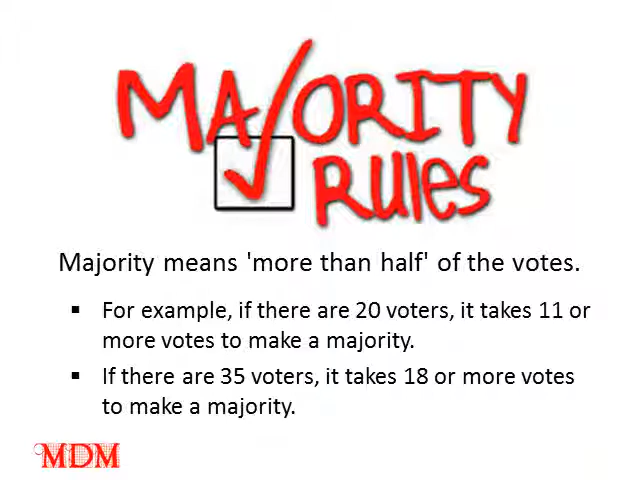 MAJORITY
RULES
Majority means 'more than half' of the votes.
▪ For example, if there are 20 voters, it takes 11 or
more votes to make a majority.
▪ If there are 35 voters, it takes 18 or more votes
to make a majority.
MDM